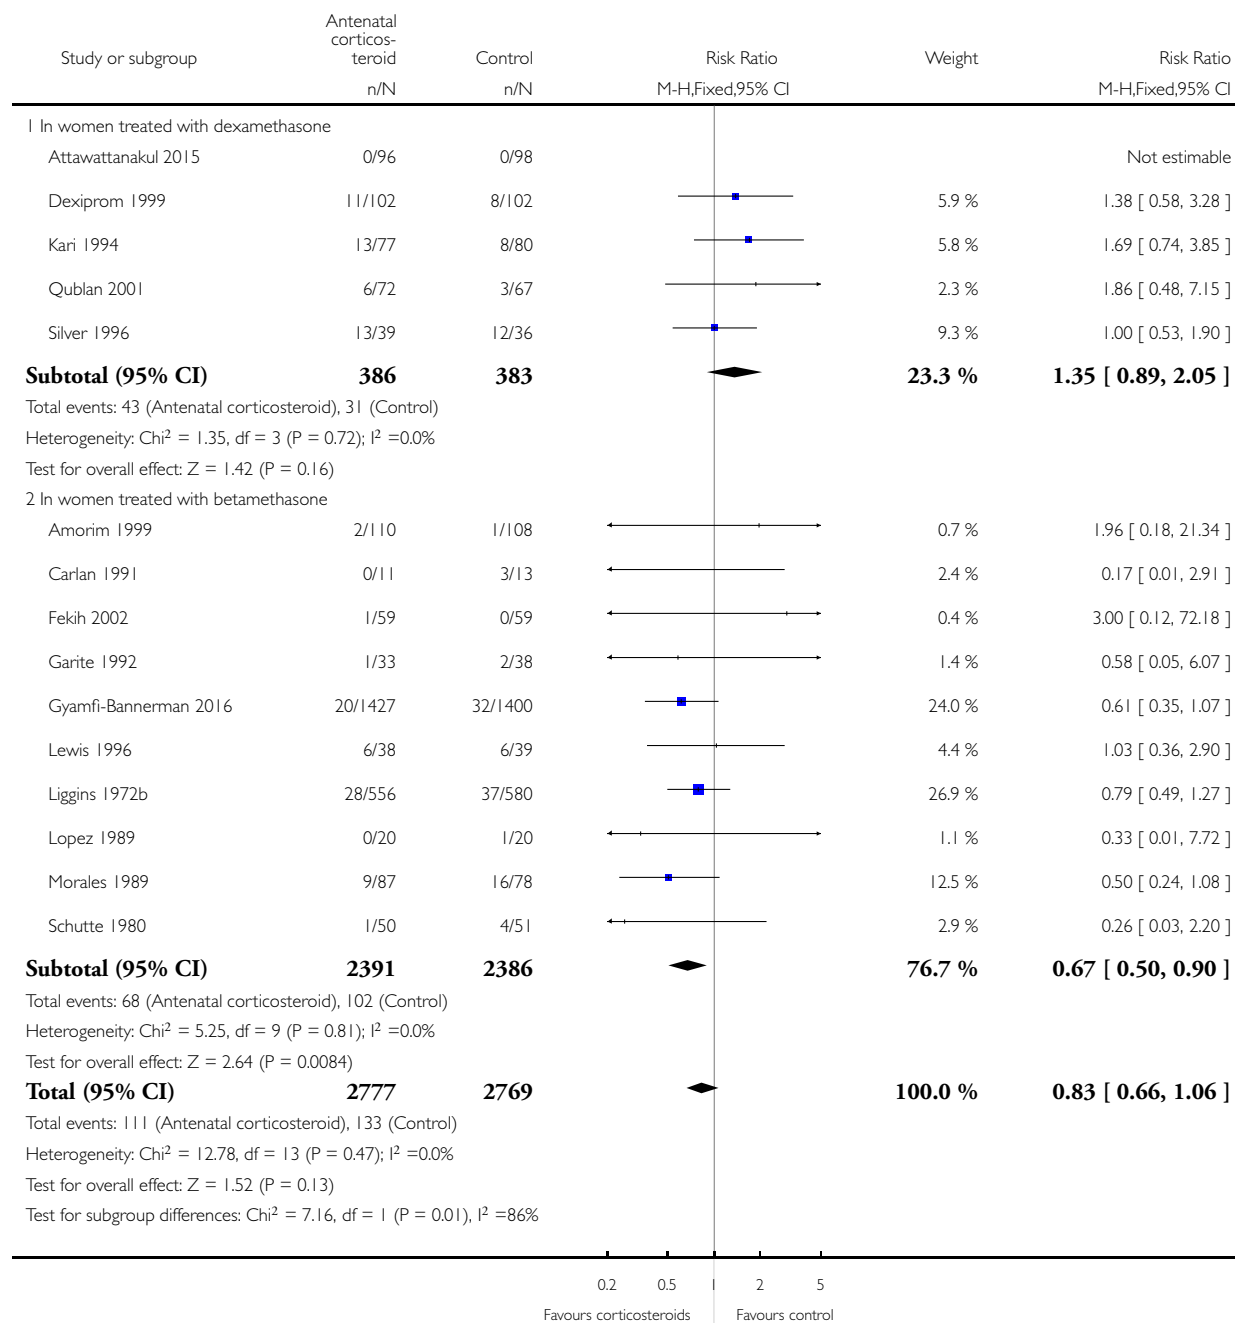 Antenatal
corticos-
Study or subgroup teroid Control Risk Ratio Weight Risk Ratio
n/N n/N M-H,Fixed,95% CI M-H,Fixed,95% CI
1 In women treated with dexamethasone
Attawattanakul 2015 0/96 0/98 Not estimable
Dexiprom 1999 11/102 8/102 5.9 % 1.38 [ 0.58, 3.28 ]
Kari 1994 13/77 8/80 5.8 % 1.69 [ 0.74, 3.85 ]
Qublan 2001 6/72 3/67 2.3 % 1.86 [ 0.48, 7.15 ]
Silver 1996 13/39 12/36 9.3 % 1.00 [ 0.53, 1.90 ]
Subtotal (95% CI) 386 383 23.3 % 1.35 [ 0.89, 2.05 ]
Total events: 43 (Antenatal corticosteroid), 31 (Control)
Heterogeneity: Chi² = 1.35, df = 3 (P = 0.72); I² =0.0%
Test for overall effect: Z = 1.42 (P = 0.16)
2 In women treated with betamethasone
Amorim 1999 2/110 1/108 0.7 % 1.96 [ 0.18, 21.34 ]
Carlan 1991 0/11 3/13 2.4 % 0.17 [ 0.01, 2.91 ]
Fekih 2002 1/59 0/59 0.4 % 3.00 [ 0.12, 72.18 ]
Garite 1992 1/33 2/38 1.4 % 0.58 [ 0.05, 6.07 ]
Gyamfi-Bannerman 2016 20/1427 32/1400 24.0 % 0.61 [ 0.35, 1.07 ]
Lewis 1996 6/38 6/39 4.4 % 1.03 [ 0.36, 2.90 ]
Liggins 1972b 28/556 37/580 26.9 % 0.79 [ 0.49, 1.27 ]
Lopez 1989 0/20 1/20 1.1 % 0.33 [ 0.01, 7.72 ]
Morales 1989 9/87 16/78 12.5 % 0.50 [ 0.24, 1.08 ]
Schutte 1980 1/50 4/51 2.9 % 0.26 [ 0.03, 2.20 ]
Subtotal (95% CI) 2391 2386 76.7 % 0.67 [ 0.50, 0.90 ]
Total events: 68 (Antenatal corticosteroid), 102 (Control)
Heterogeneity: Chi² = 5.25, df = 9 (P = 0.81); I² =0.0%
Test for overall effect: Z = 2.64 (P = 0.0084)
Total (95% CI) 2777 2769 100.0 % 0.83 [ 0.66, 1.06 ]
Total events: 111 (Antenatal corticosteroid), 133 (Control)
Heterogeneity: Chi² = 12.78, df = 13 (P = 0.47); I² =0.0%
Test for overall effect: Z = 1.52 (P = 0.13)
Test for subgroup differences: Chi² = 7.16, df = 1 (P = 0.01), I² =86%
0.2 0.5 1 2 5
Favours corticosteroids Favours control